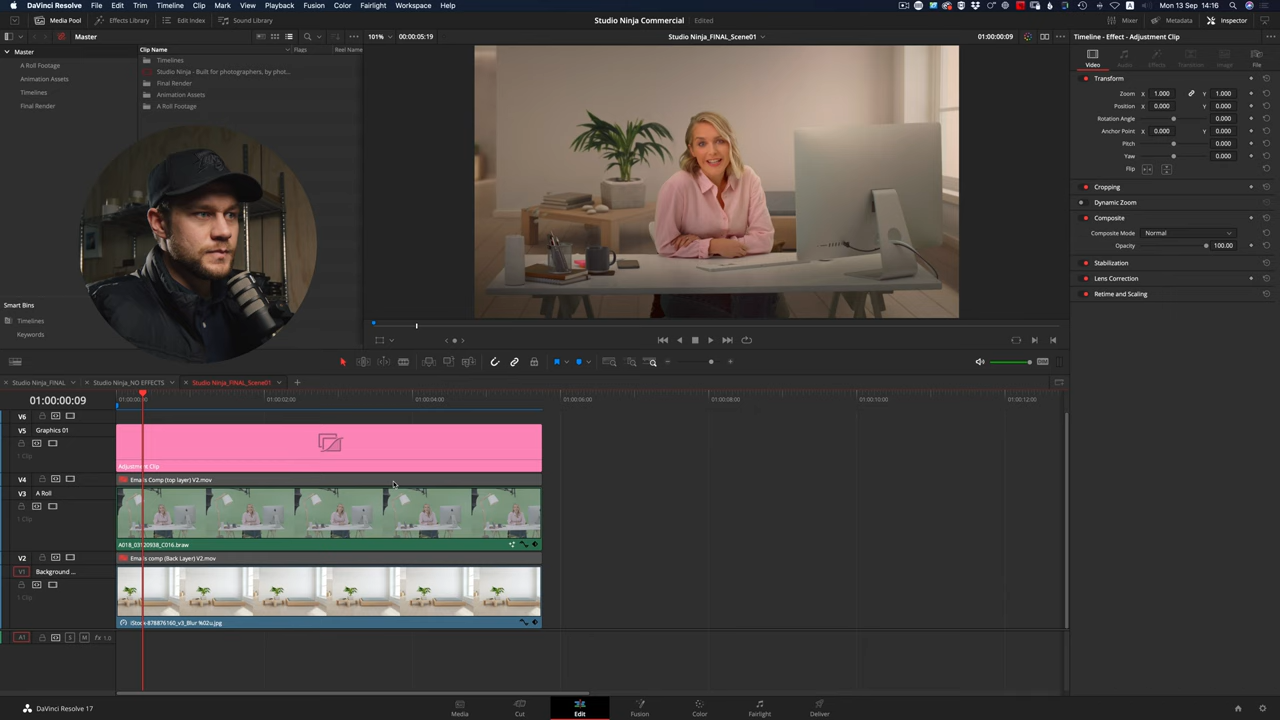 DaVinci Resolve File Edit Trim Timeline Clip Mark View Playback Fusion Color Fairlight Workspace Help
Mon 13 Sep 14:16
Media Pool Effects Library Edit Index Sound Library
Studio Ninja Commercial Edited
Mixer Metadata Inspector
Master
101% 00:00:05:19
Studio Ninja_FINAL_Scene01
01:00:00:09
Timeline - Effect - Adjustment Clip
Master
A Roll Footage
Animation Assets
Timelines
Final Render
Clip Name Flags Reel Name
Timelines
Studio Ninja - Built for photographers, by phot...
Final Render
Animation Assets
A Roll Footage
Smart Bins
Timelines
Keywords
Video Audio Effects Transition Image File
Transform
Zoom X 1.000 Y 1.000
Position X 0.000 Y 0.000
Rotation Angle 0.000
Anchor Point X 0.000 Y 0.000
Pitch 0.000
Yaw 0.000
Flip
Cropping
Dynamic Zoom
Composite
Composite Mode Normal
Opacity 100.00
Stabilization
Lens Correction
Retime and Scaling
Studio Ninja_FINAL Studio Ninja_NO EFFECTS Studio Ninja_FINAL_Scene01
01:00:00:09
01:00:00:00 01:00:02:00 01:00:04:00 01:00:06:00 01:00:08:00 01:00:10:00 01:00:12:00
V6
V5 Graphics 01
1 Clip
Adjustment Clip
V4 Emails Comp (top layer) V2.mov
V3 A Roll
1 Clip
A018_03120938_C016.braw
V2 Emails comp (Back Layer) V2.mov
V1 Background ...
1 Clip
iStock-878876160_v3_Blur %02u.jpg
A1 S M fx 1.0
DaVinci Resolve 17
Media Cut Edit Fusion Color Fairlight Deliver